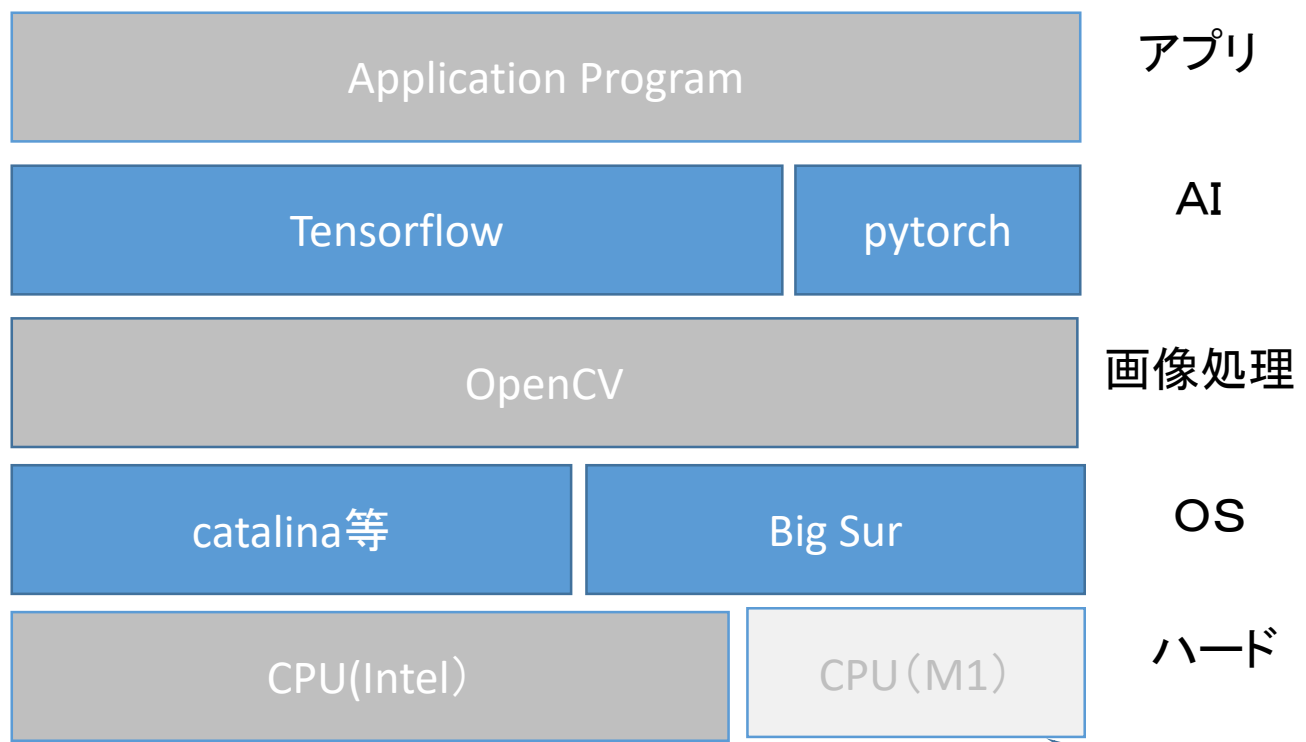 Application Program
アプリ
Tensorflow
pytorch
AI
OpenCV
画像処理
catalina等
Big Sur
OS
CPU(Intel）
CPU（M1）
ハード